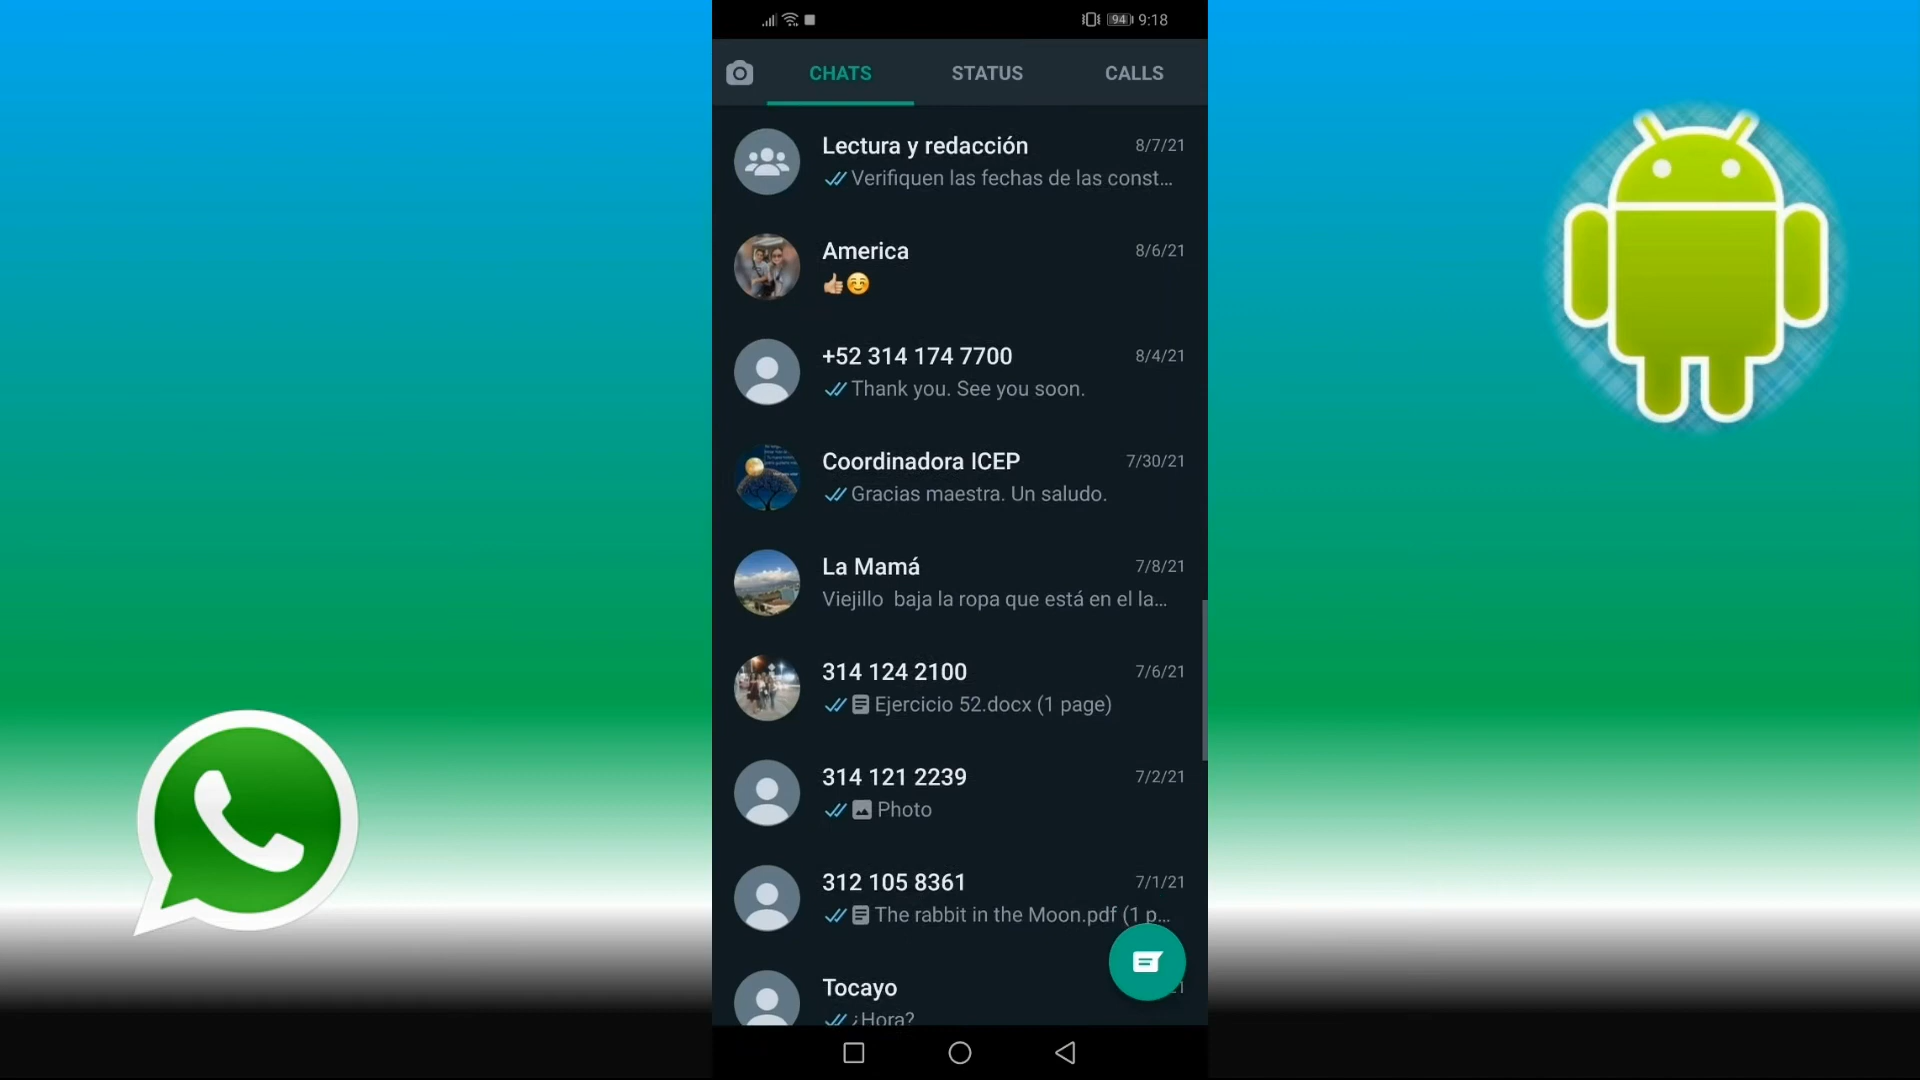 94 9:18
CHATS STATUS CALLS
Lectura y redacción 8/7/21
Verifiquen las fechas de las const...
America 8/6/21
👍🏼☺️
+52 314 174 7700 8/4/21
Thank you. See you soon.
Coordinadora ICEP 7/30/21
Gracias maestra. Un saludo.
La Mamá 7/8/21
Viejillo baja la ropa que está en el la...
314 124 2100 7/6/21
Ejercicio 52.docx (1 page)
314 121 2239 7/2/21
Photo
312 105 8361 7/1/21
The rabbit in the Moon.pdf (1 p...
Tocayo
¿Hora?